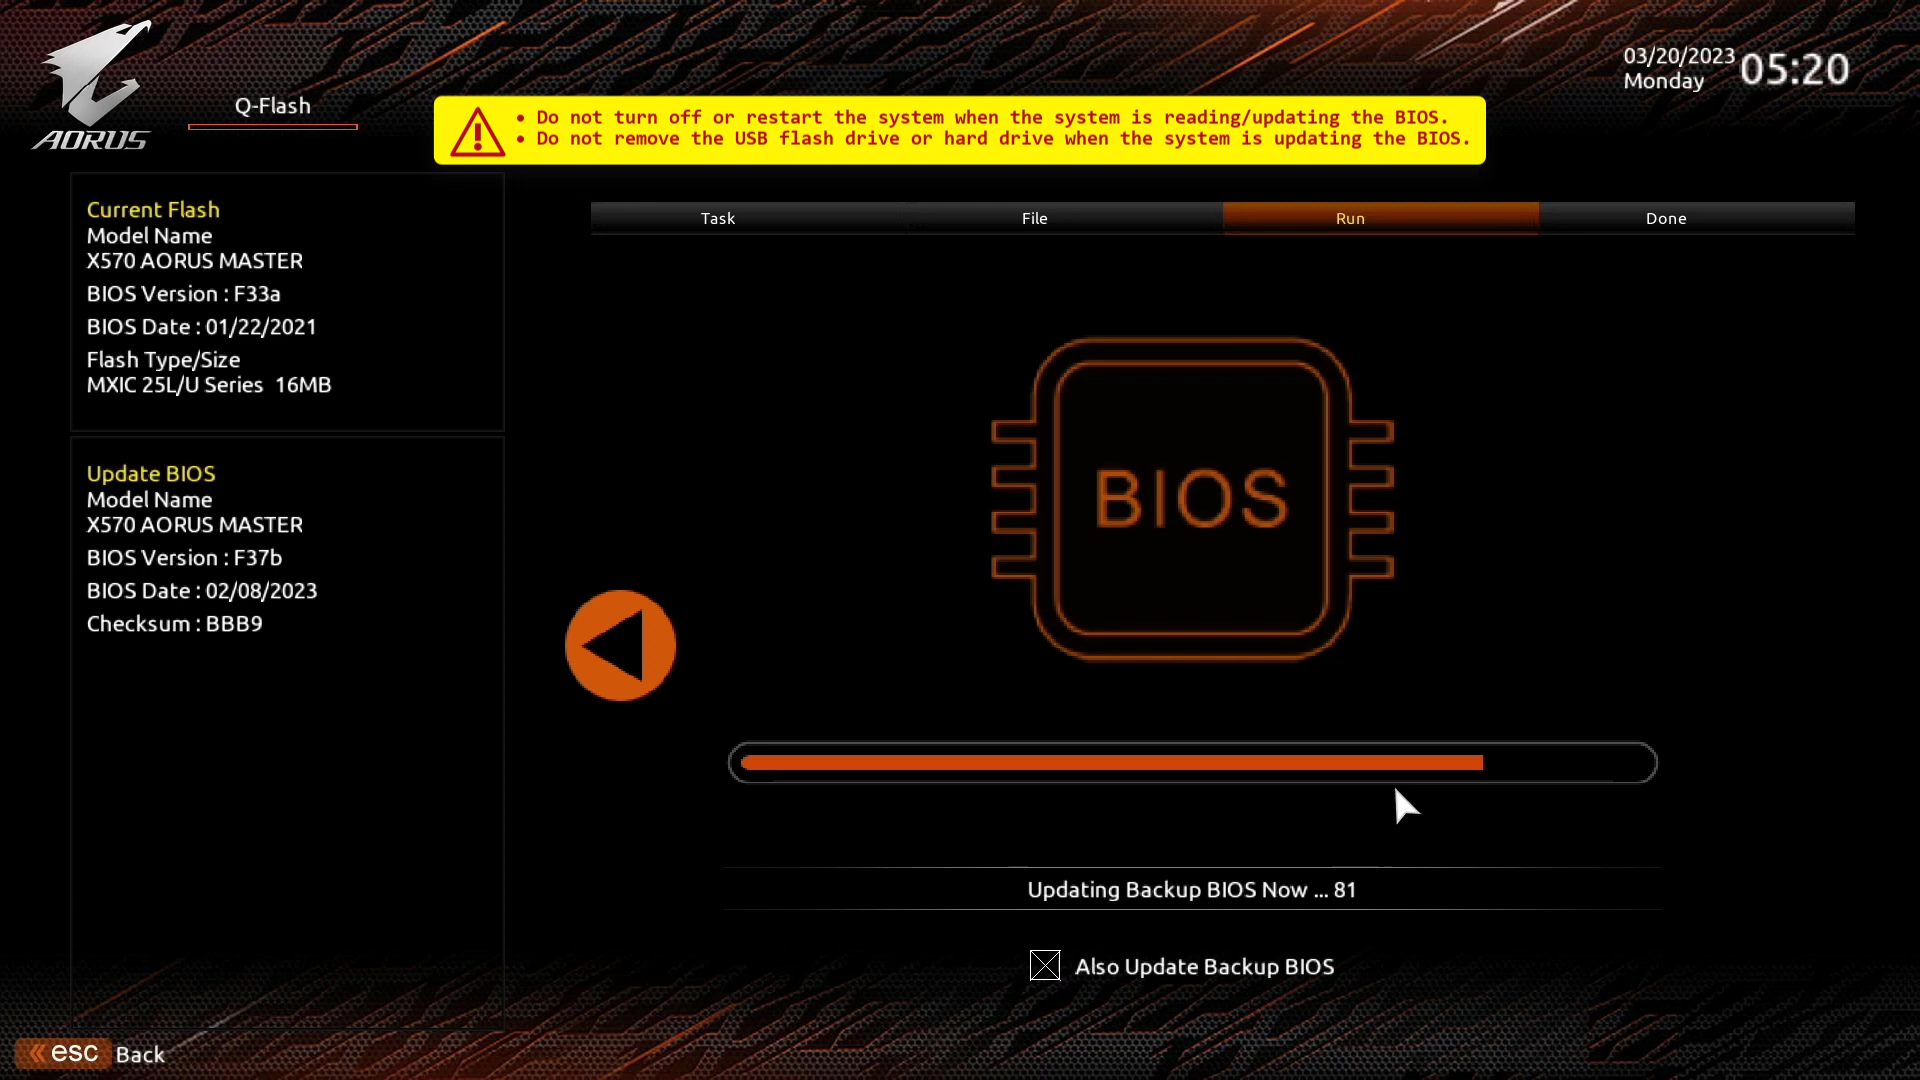 AORUS
Q-Flash
03/20/2023
Monday
05:20
• Do not turn off or restart the system when the system is reading/updating the BIOS.
• Do not remove the USB flash drive or hard drive when the system is updating the BIOS.
Current Flash
Model Name
X570 AORUS MASTER
BIOS Version : F33a
BIOS Date : 01/22/2021
Flash Type/Size
MXIC 25L/U Series  16MB
Update BIOS
Model Name
X570 AORUS MASTER
BIOS Version : F37b
BIOS Date : 02/08/2023
Checksum : BBB9
Task
File
Run
Done
BIOS
Updating Backup BIOS Now ... 81
Also Update Backup BIOS
esc Back